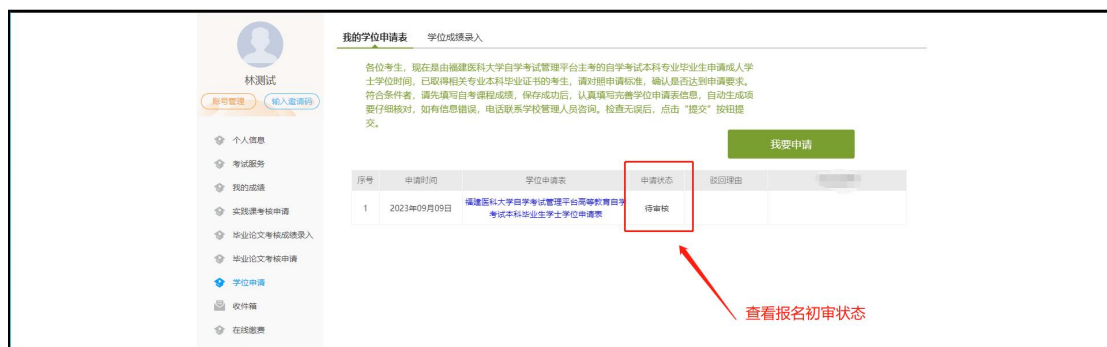 林测试
账号管理 输入邀请码
个人信息
考试服务
我的成绩
实践课考核申请
毕业论文考核成绩录入
毕业论文考核申请
学位申请
收件箱
在线缴费
我的学位申请表 学位成绩录入
各位考生，现在是由福建医科大学自学考试管理平台主考的自学考试本科专业毕业生申请成人学
士学位时间，已取得相关专业本科毕业证书的考生，请对照申请标准，确认是否达到申请要求。
符合条件者，请先填写自考课程成绩，保存成功后，认真填写完善学位申请表信息，自动生成项
要仔细核对，如有信息错误，电话联系学校管理人员咨询。检查无误后，点击“提交”按钮提
交。
我要申请
序号 申请时间 学位申请表 申请状态 驳回理由
1 2023年09月09日 福建医科大学自学考试管理平台高等教育自学
考试本科毕业生学士学位申请表 待审核
查看报名初审状态